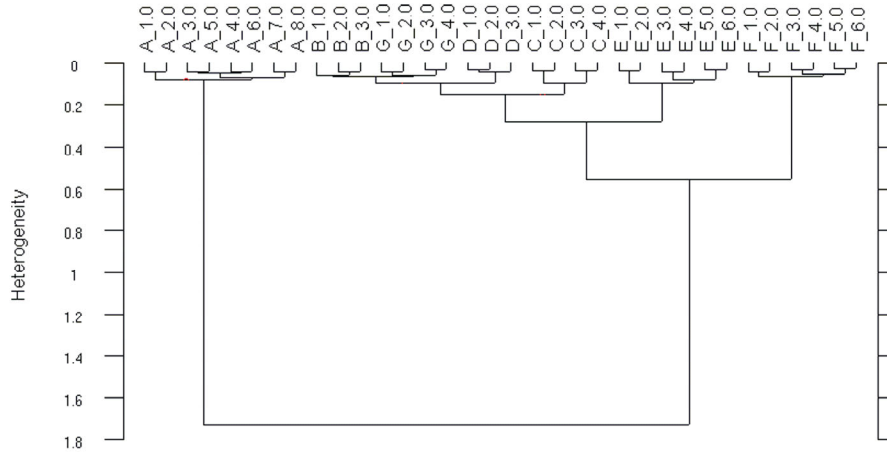 A_1.0
A_2.0
A_3.0
A_5.0
A_4.0
A_6.0
A_7.0
A_8.0
B_1.0
B_2.0
B_3.0
G_1.0
G_2.0
G_3.0
G_4.0
D_1.0
D_2.0
D_3.0
C_1.0
C_2.0
C_3.0
C_4.0
E_1.0
E_2.0
E_3.0
E_4.0
E_5.0
E_6.0
F_1.0
F_2.0
F_3.0
F_4.0
F_5.0
F_6.0
0
0.2
0.4
0.6
0.8
1
1.2
1.4
1.6
1.8
Heterogeneity